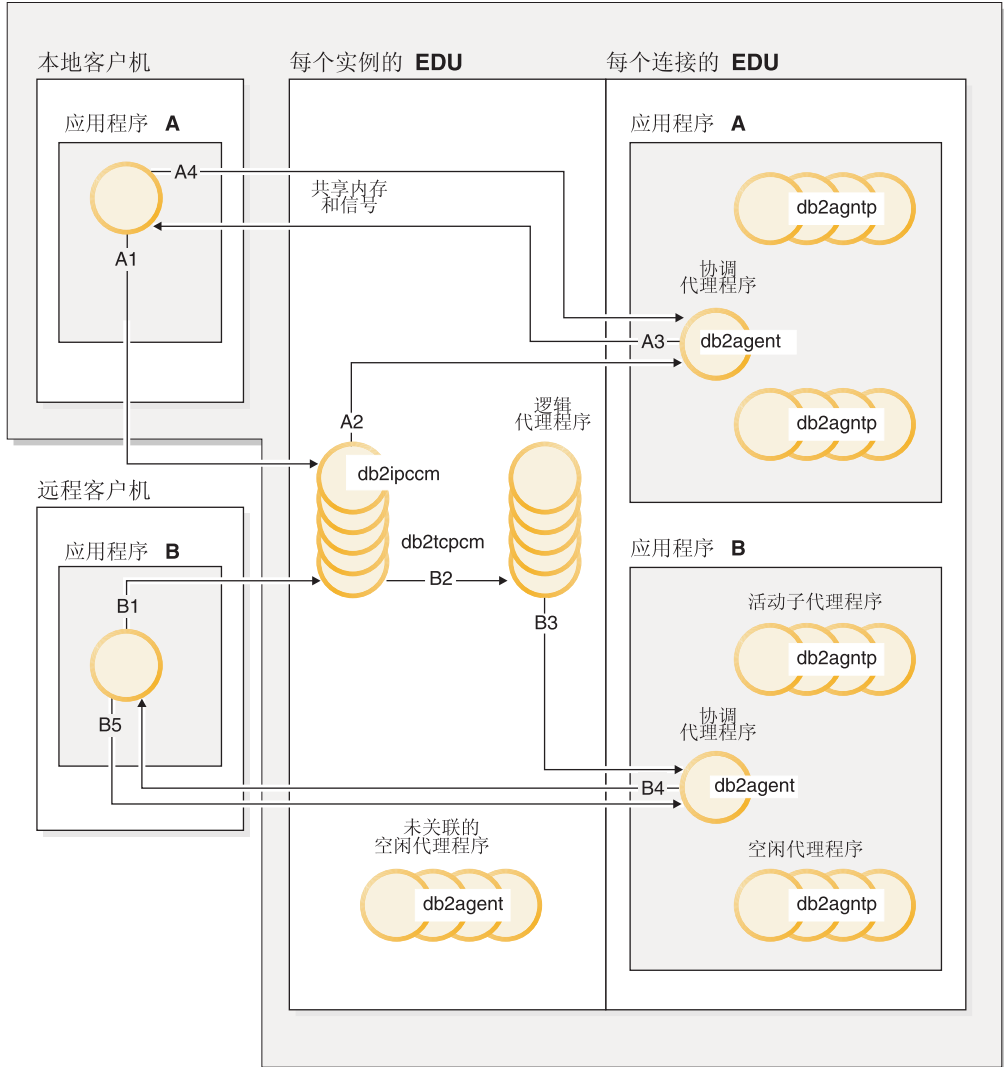 本地客户机
每个实例的 EDU
每个连接的 EDU
应用程序 A
应用程序 A
A4
共享内存
和信号
db2agntp
A1
协调
代理程序
A3
db2agent
A2
逻辑
代理程序
db2agntp
db2ipccm
远程客户机
db2tcpcm
应用程序 B
应用程序 B
B1
B2
B3
活动子代理程序
db2agntp
B5
协调
代理程序
B4
db2agent
未关联的
空闲代理程序
空闲代理程序
db2agent
db2agntp